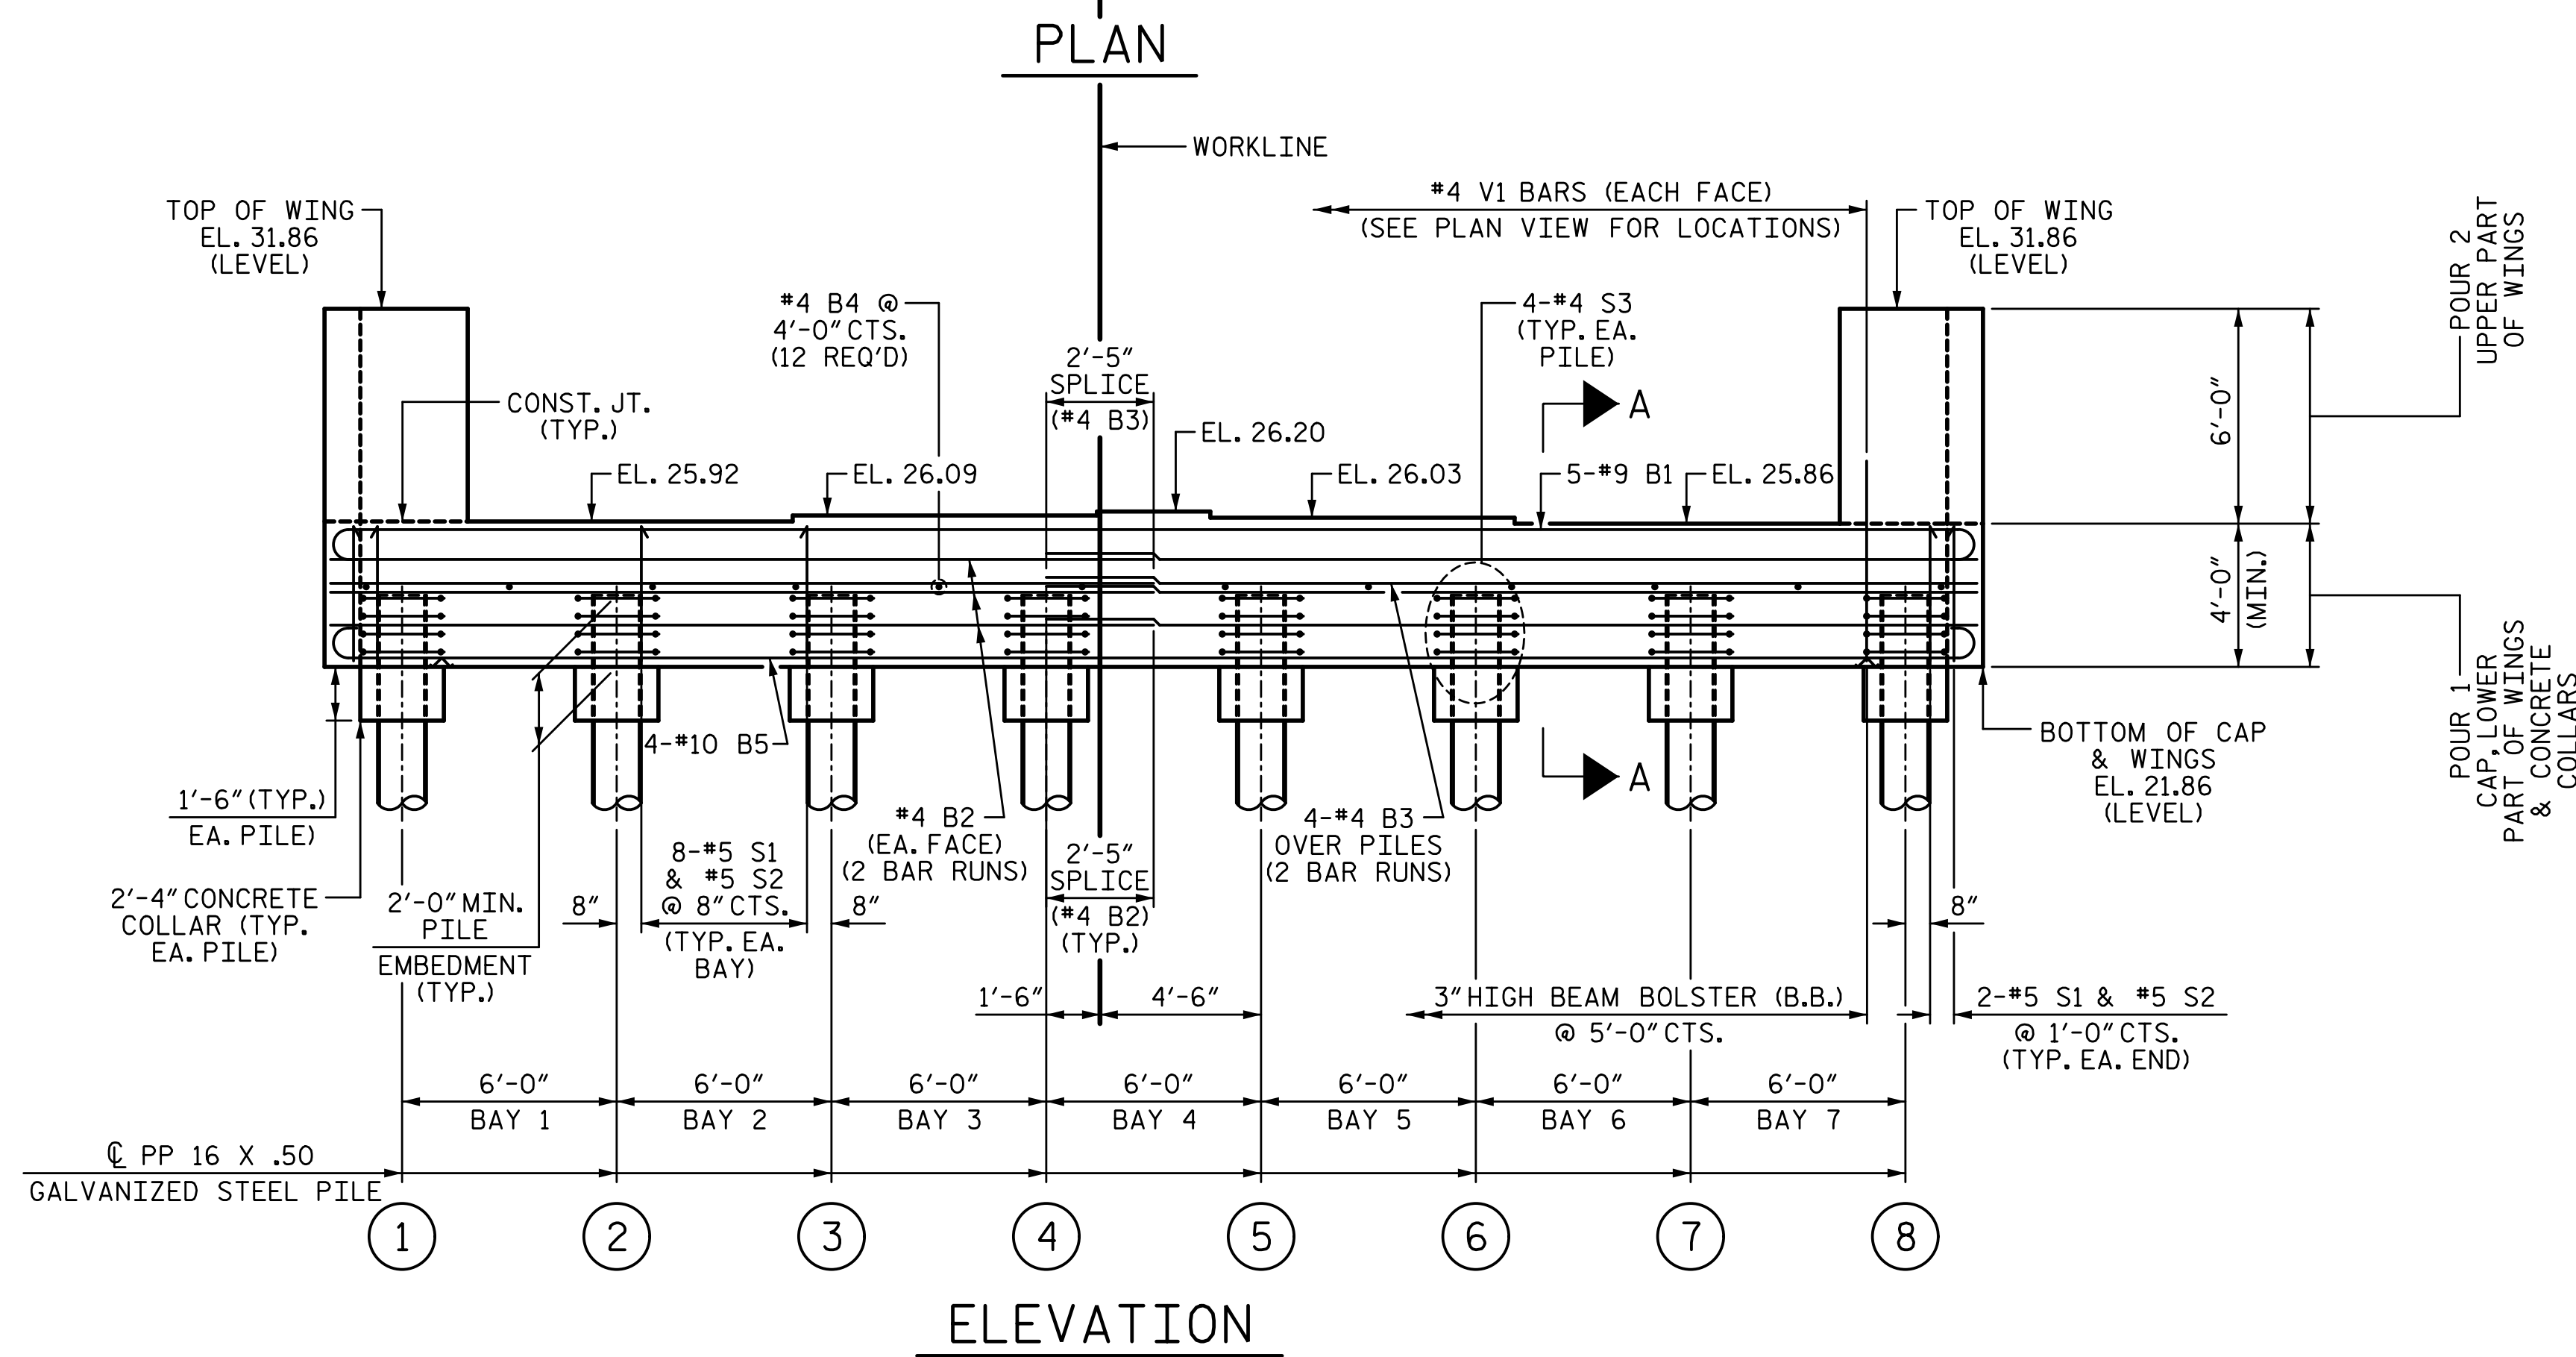 PLAN
WORKLINE
#4 V1 BARS (EACH FACE)
(SEE PLAN VIEW FOR LOCATIONS)
TOP OF WING
EL. 31.86
(LEVEL)
TOP OF WING
EL. 31.86
(LEVEL)
#4 B4 @
4'-0" CTS.
(12 REQ'D)
2'-5"
SPLICE
(#4 B3)
4-#4 S3
(TYP. EA.
PILE)
A
CONST. JT.
(TYP.)
EL. 25.92
EL. 26.09
EL. 26.20
EL. 26.03
5-#9 B1
EL. 25.86
6'-0"
4'-0"
(MIN.)
POUR 2
UPPER PART
OF WINGS
POUR 1
CAP, LOWER
PART OF WINGS
& CONCRETE
COLLARS
1'-6" (TYP.)
EA. PILE)
2'-4" CONCRETE
COLLAR (TYP.
EA. PILE)
2'-0" MIN.
PILE
EMBEDMENT
(TYP.)
4-#10 B5
8"
8-#5 S1
& #5 S2
@ 8" CTS.
(TYP. EA.
BAY)
8"
#4 B2
(EA. FACE)
(2 BAR RUNS)
2'-5"
SPLICE
(#4 B2)
(TYP.)
4-#4 B3
OVER PILES
(2 BAR RUNS)
A
BOTTOM OF CAP
& WINGS
EL. 21.86
(LEVEL)
8"
1'-6"
4'-6"
3" HIGH BEAM BOLSTER (B.B.)
@ 5'-0" CTS.
2-#5 S1 & #5 S2
@ 1'-0" CTS.
(TYP. EA. END)
6'-0" 6'-0" 6'-0" 6'-0" 6'-0" 6'-0" 6'-0"
BAY 1 BAY 2 BAY 3 BAY 4 BAY 5 BAY 6 BAY 7
℄ PP 16 X .50
GALVANIZED STEEL PILE
1 2 3 4 5 6 7 8
ELEVATION